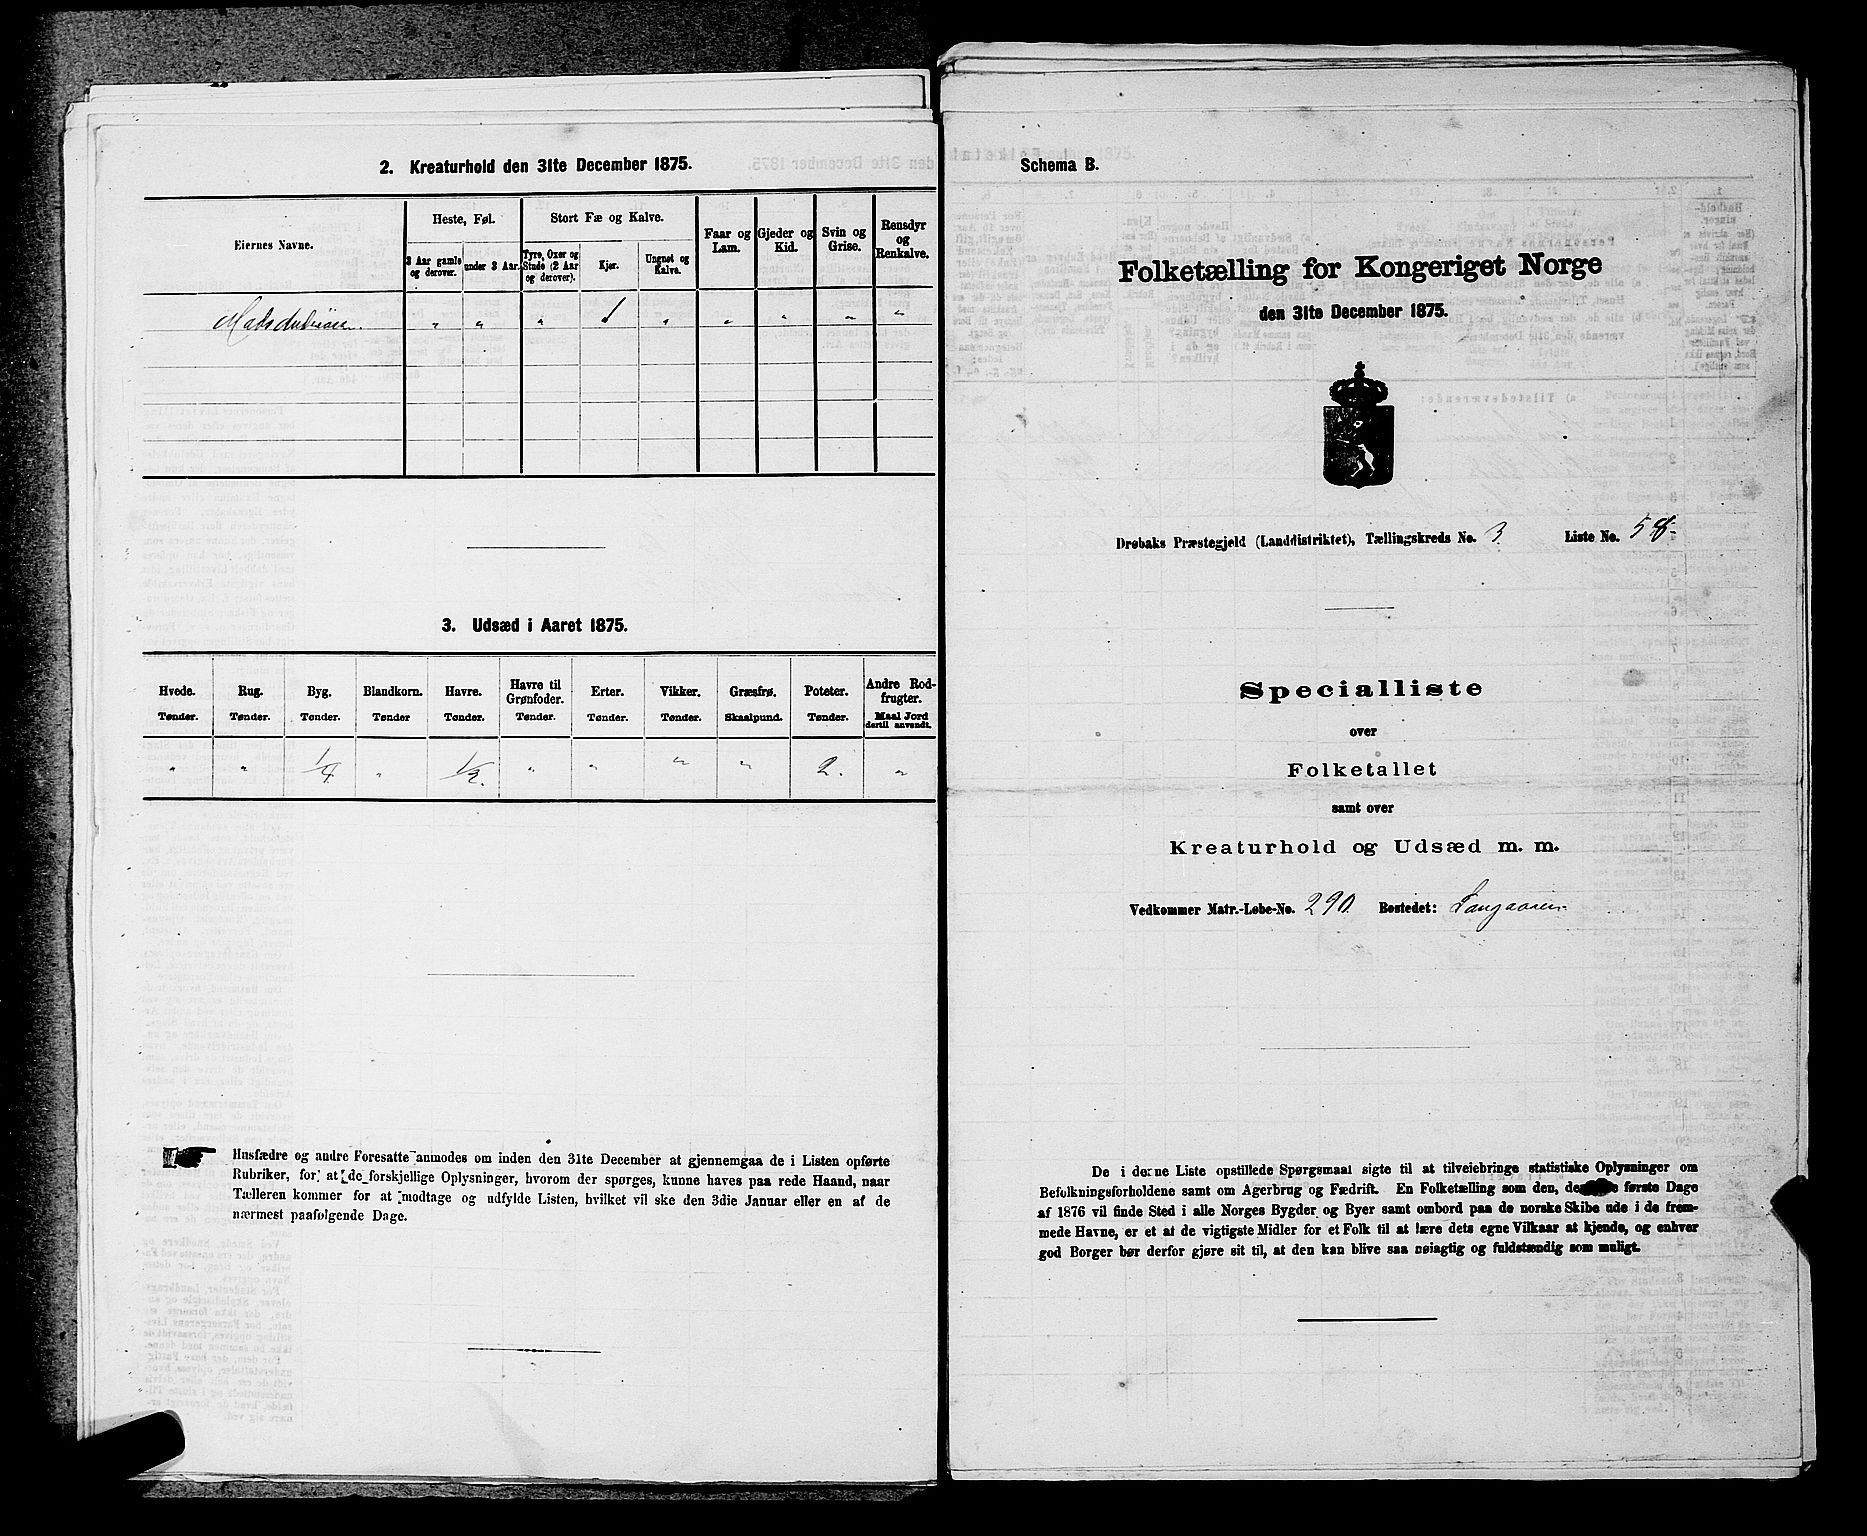 2. Kreaturhold den 31te December 1875.
Eiernes Navne.
Heste, Føl.
3 Aar gamle og derover.
under 3 Aar.
Stort Fæ og Kalve.
Tyre, Oxer og Stude (2 Aar og derover).
Kjør.
Ungnøt og Kalve.
Faar og Lam.
Gjeder og Kid.
Svin og Grise.
Rensdyr og Renkalve.
Mads " " " 1 " " " " "
3. Udsæd i Aaret 1875.
Hvede. Rug. Byg. Blandkorn. Havre. Havre til Grønfoder. Erter. Vikker. Græsfrø. Poteter. Andre Rodfrugter.
Tønder. Tønder. Tønder. Tønder Tønder. Tønder. Tønder. Tønder. Skaalpund. Tønder. Maal Jord dertil anvendt.
" " 1/4 " 1/2. " " " " 2. "
Husfædre og andre Foresatte anmodes om inden den 31te December at gjennemgaa de i Listen opførte
Rubriker, for at de forskjellige Oplysninger, hvorom der spørges, kunne haves paa rede Haand, naar
Tælleren kommer for at modtage og udfylde Listen, hvilket vil ske den 3die Januar eller en af de
nærmest paafølgende Dage.
Schema B.
Folketælling for Kongeriget Norge
den 31te December 1875.
Drøbaks Præstegjeld (Landdistriktet), Tællingskreds No. 3 Liste No. 58
Specialliste
over
Folketallet
samt over
Kreaturhold og Udsæd m. m.
Vedkommer Matr.-Løbe-No. 290 Bostedet: Langaasen
De i denne Liste opstillede Spørgsmaal sigte til at tilveiebringe statistiske Oplysninger om
Befolkningsforholdene samt om Agerbrug og Fædrift. En Folketælling som den, der første Dage
af 1876 vil finde Sted i alle Norges Bygder og Byer samt ombord paa de norske Skibe ude i de frem-
mede Havne, er et af de vigtigste Midler for et Folk til at lære dets egne Vilkaar at kjende, og enhver
god Borger bør derfor gjøre sit til, at den kan blive saa nøiagtig og fuldstændig som muligt.